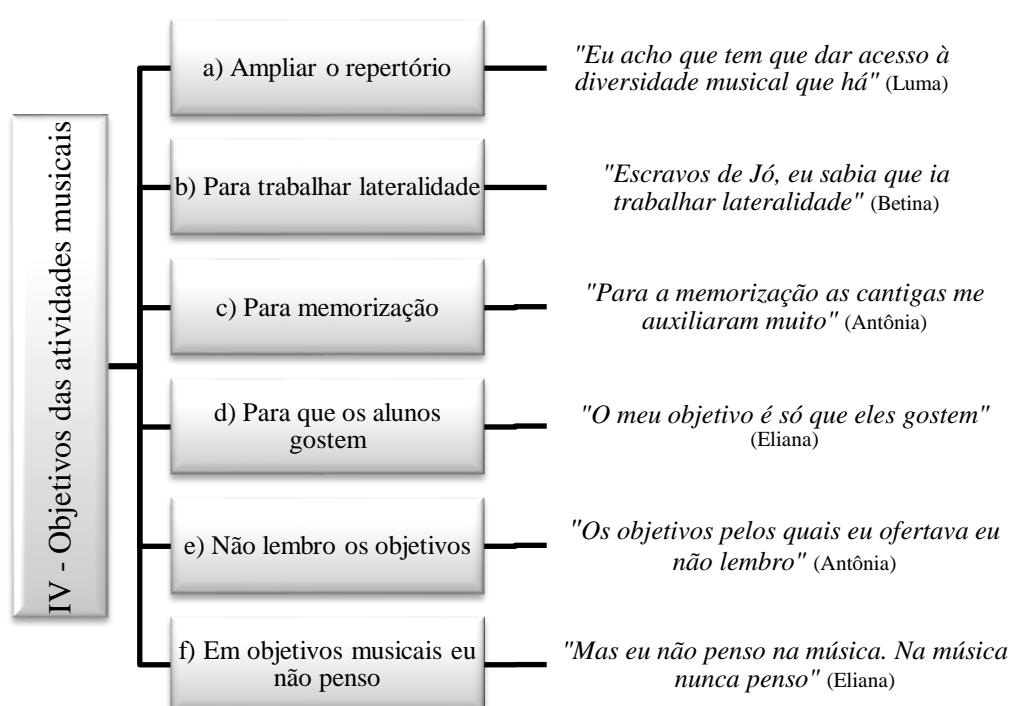 IV - Objetivos das atividades musicais
a) Ampliar o repertório
"Eu acho que tem que dar acesso à
diversidade musical que há" (Luma)
b) Para trabalhar lateralidade
"Escravos de Jó, eu sabia que ia
trabalhar lateralidade" (Betina)
c) Para memorização
"Para a memorização as cantigas me
auxiliaram muito" (Antônia)
d) Para que os alunos
gostem
"O meu objetivo é só que eles gostem"
(Eliana)
e) Não lembro os objetivos
"Os objetivos pelos quais eu ofertava eu
não lembro" (Antônia)
f) Em objetivos musicais eu
não penso
"Mas eu não penso na música. Na música
nunca penso" (Eliana)